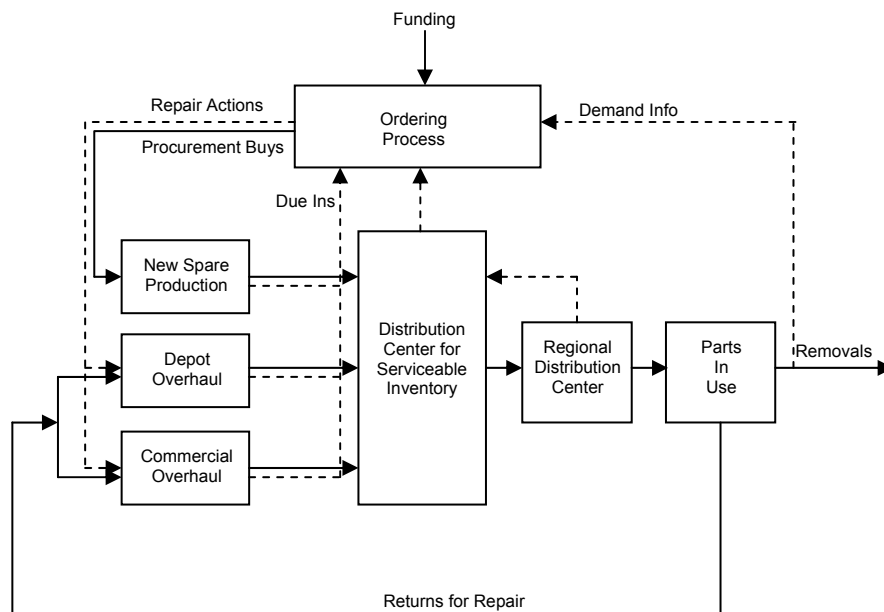 Funding
Repair Actions
Ordering
Process
Demand Info
Procurement Buys
Due Ins
New Spare
Production
Distribution
Center for
Serviceable
Inventory
Depot
Overhaul
Regional
Distribution
Center
Parts
In
Use
Removals
Commercial
Overhaul
Returns for Repair